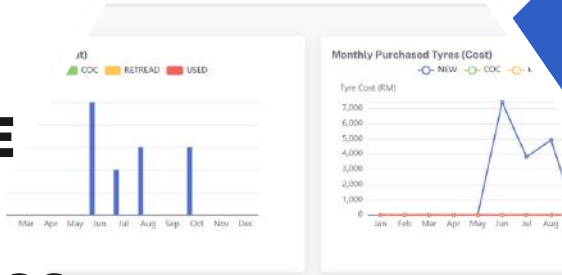 Monthly Purchased Tyres (Cost)
COC RETREAD USED
NEW COC
Tyre Cost (RM)
7,000
6,000
5,000
4,000
3,000
2,000
1,000
0
Mar Apr May Jun Jul Aug Sep Oct Nov Dec
Jan Feb Mar Apr May Jun Jul Aug
E